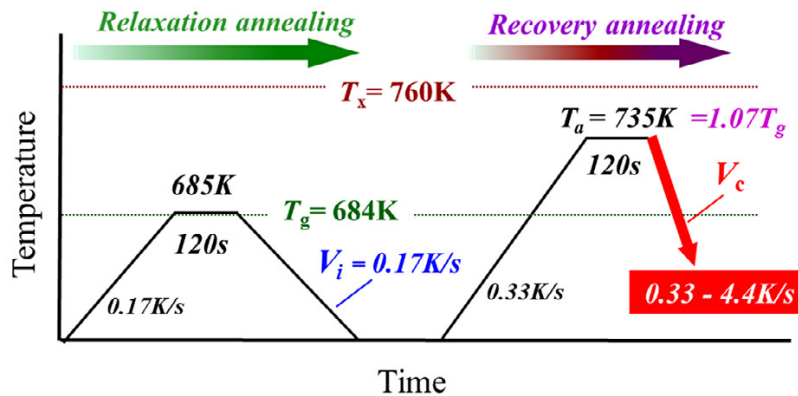 Relaxation annealing
Recovery annealing
Tx = 760K
Ta = 735K =1.07Tg
685K
120s
Tg = 684K
120s
Vc
Vi = 0.17K/s
0.17K/s
0.33K/s
0.33 - 4.4K/s
Temperature
Time